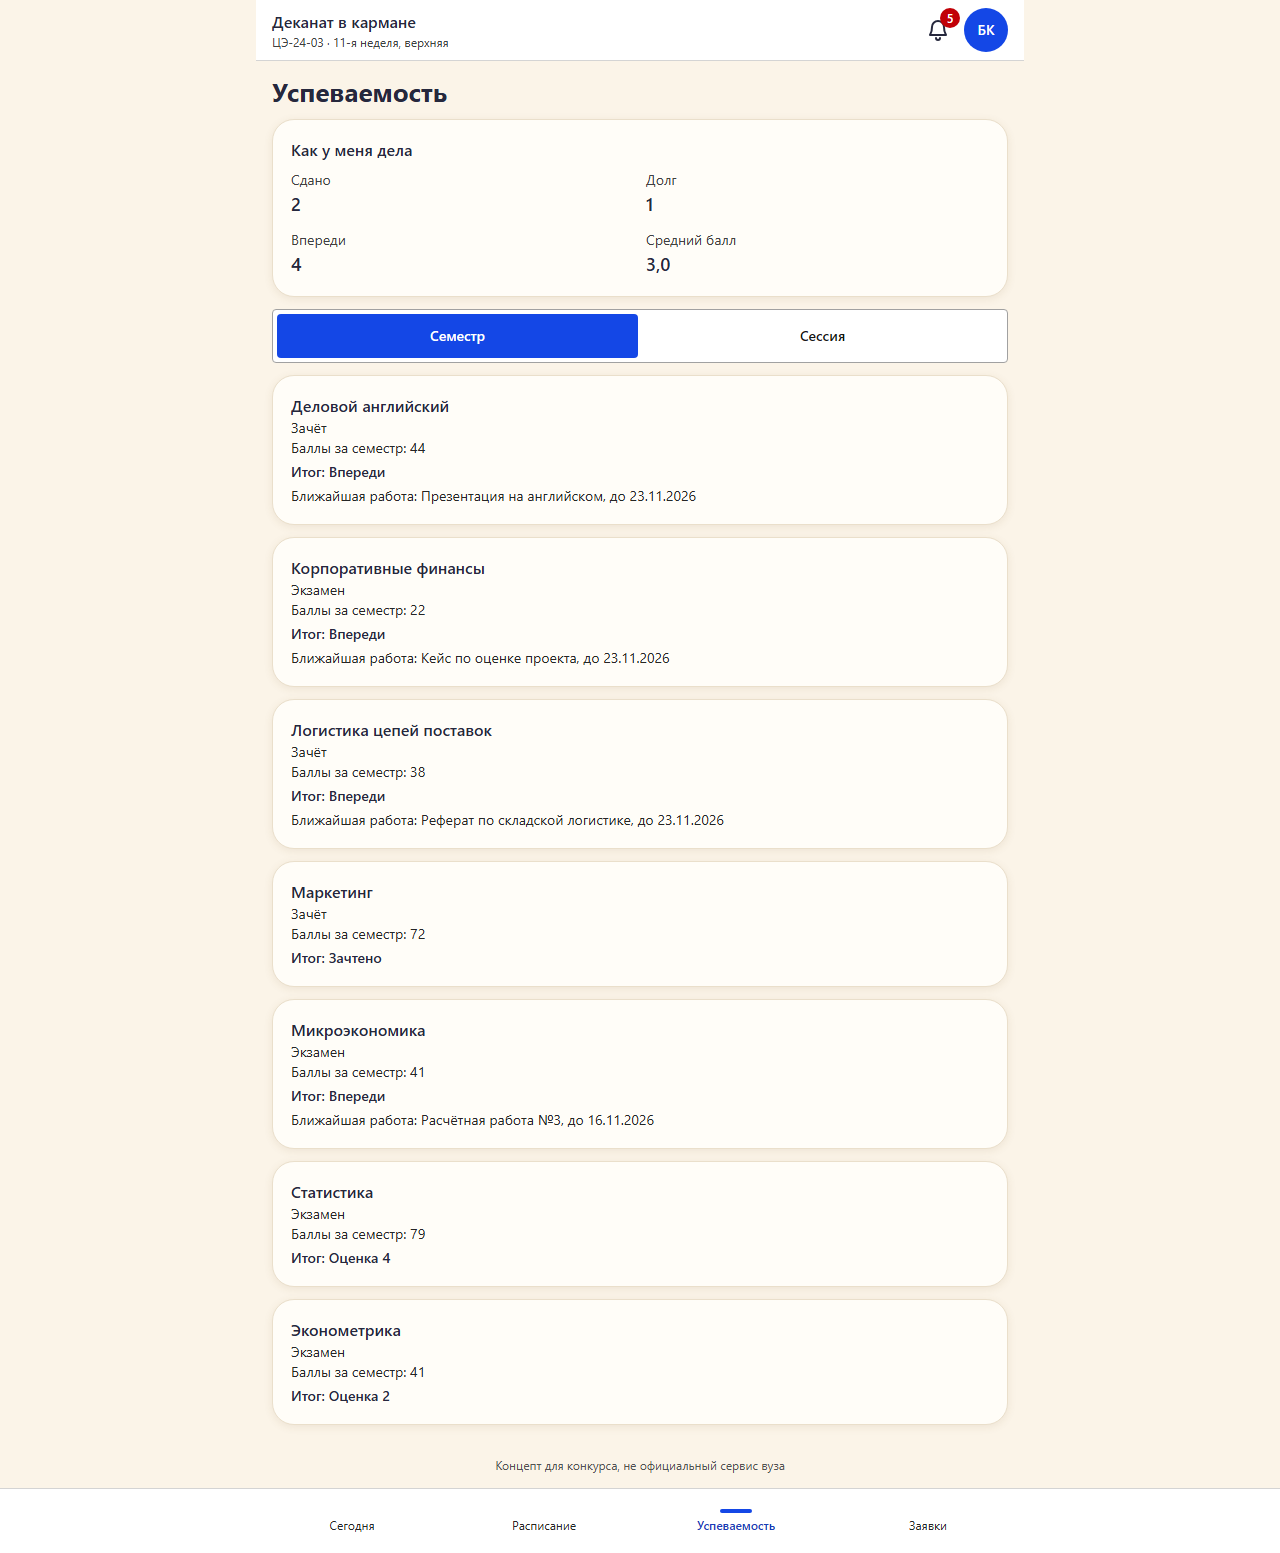 Деканат в кармане
ЦЭ-24-03 · 11-я неделя, верхняя
5
БК
Успеваемость
Как у меня дела
Сдано
2
Долг
1
Впереди
4
Средний балл
3,0
Семестр
Сессия
Деловой английский
Зачёт
Баллы за семестр: 44
Итог: Впереди
Ближайшая работа: Презентация на английском, до 23.11.2026
Корпоративные финансы
Экзамен
Баллы за семестр: 22
Итог: Впереди
Ближайшая работа: Кейс по оценке проекта, до 23.11.2026
Логистика цепей поставок
Зачёт
Баллы за семестр: 38
Итог: Впереди
Ближайшая работа: Реферат по складской логистике, до 23.11.2026
Маркетинг
Зачёт
Баллы за семестр: 72
Итог: Зачтено
Микроэкономика
Экзамен
Баллы за семестр: 41
Итог: Впереди
Ближайшая работа: Расчётная работа №3, до 16.11.2026
Статистика
Экзамен
Баллы за семестр: 79
Итог: Оценка 4
Эконометрика
Экзамен
Баллы за семестр: 41
Итог: Оценка 2
Концепт для конкурса, не официальный сервис вуза
Сегодня
Расписание
Успеваемость
Заявки